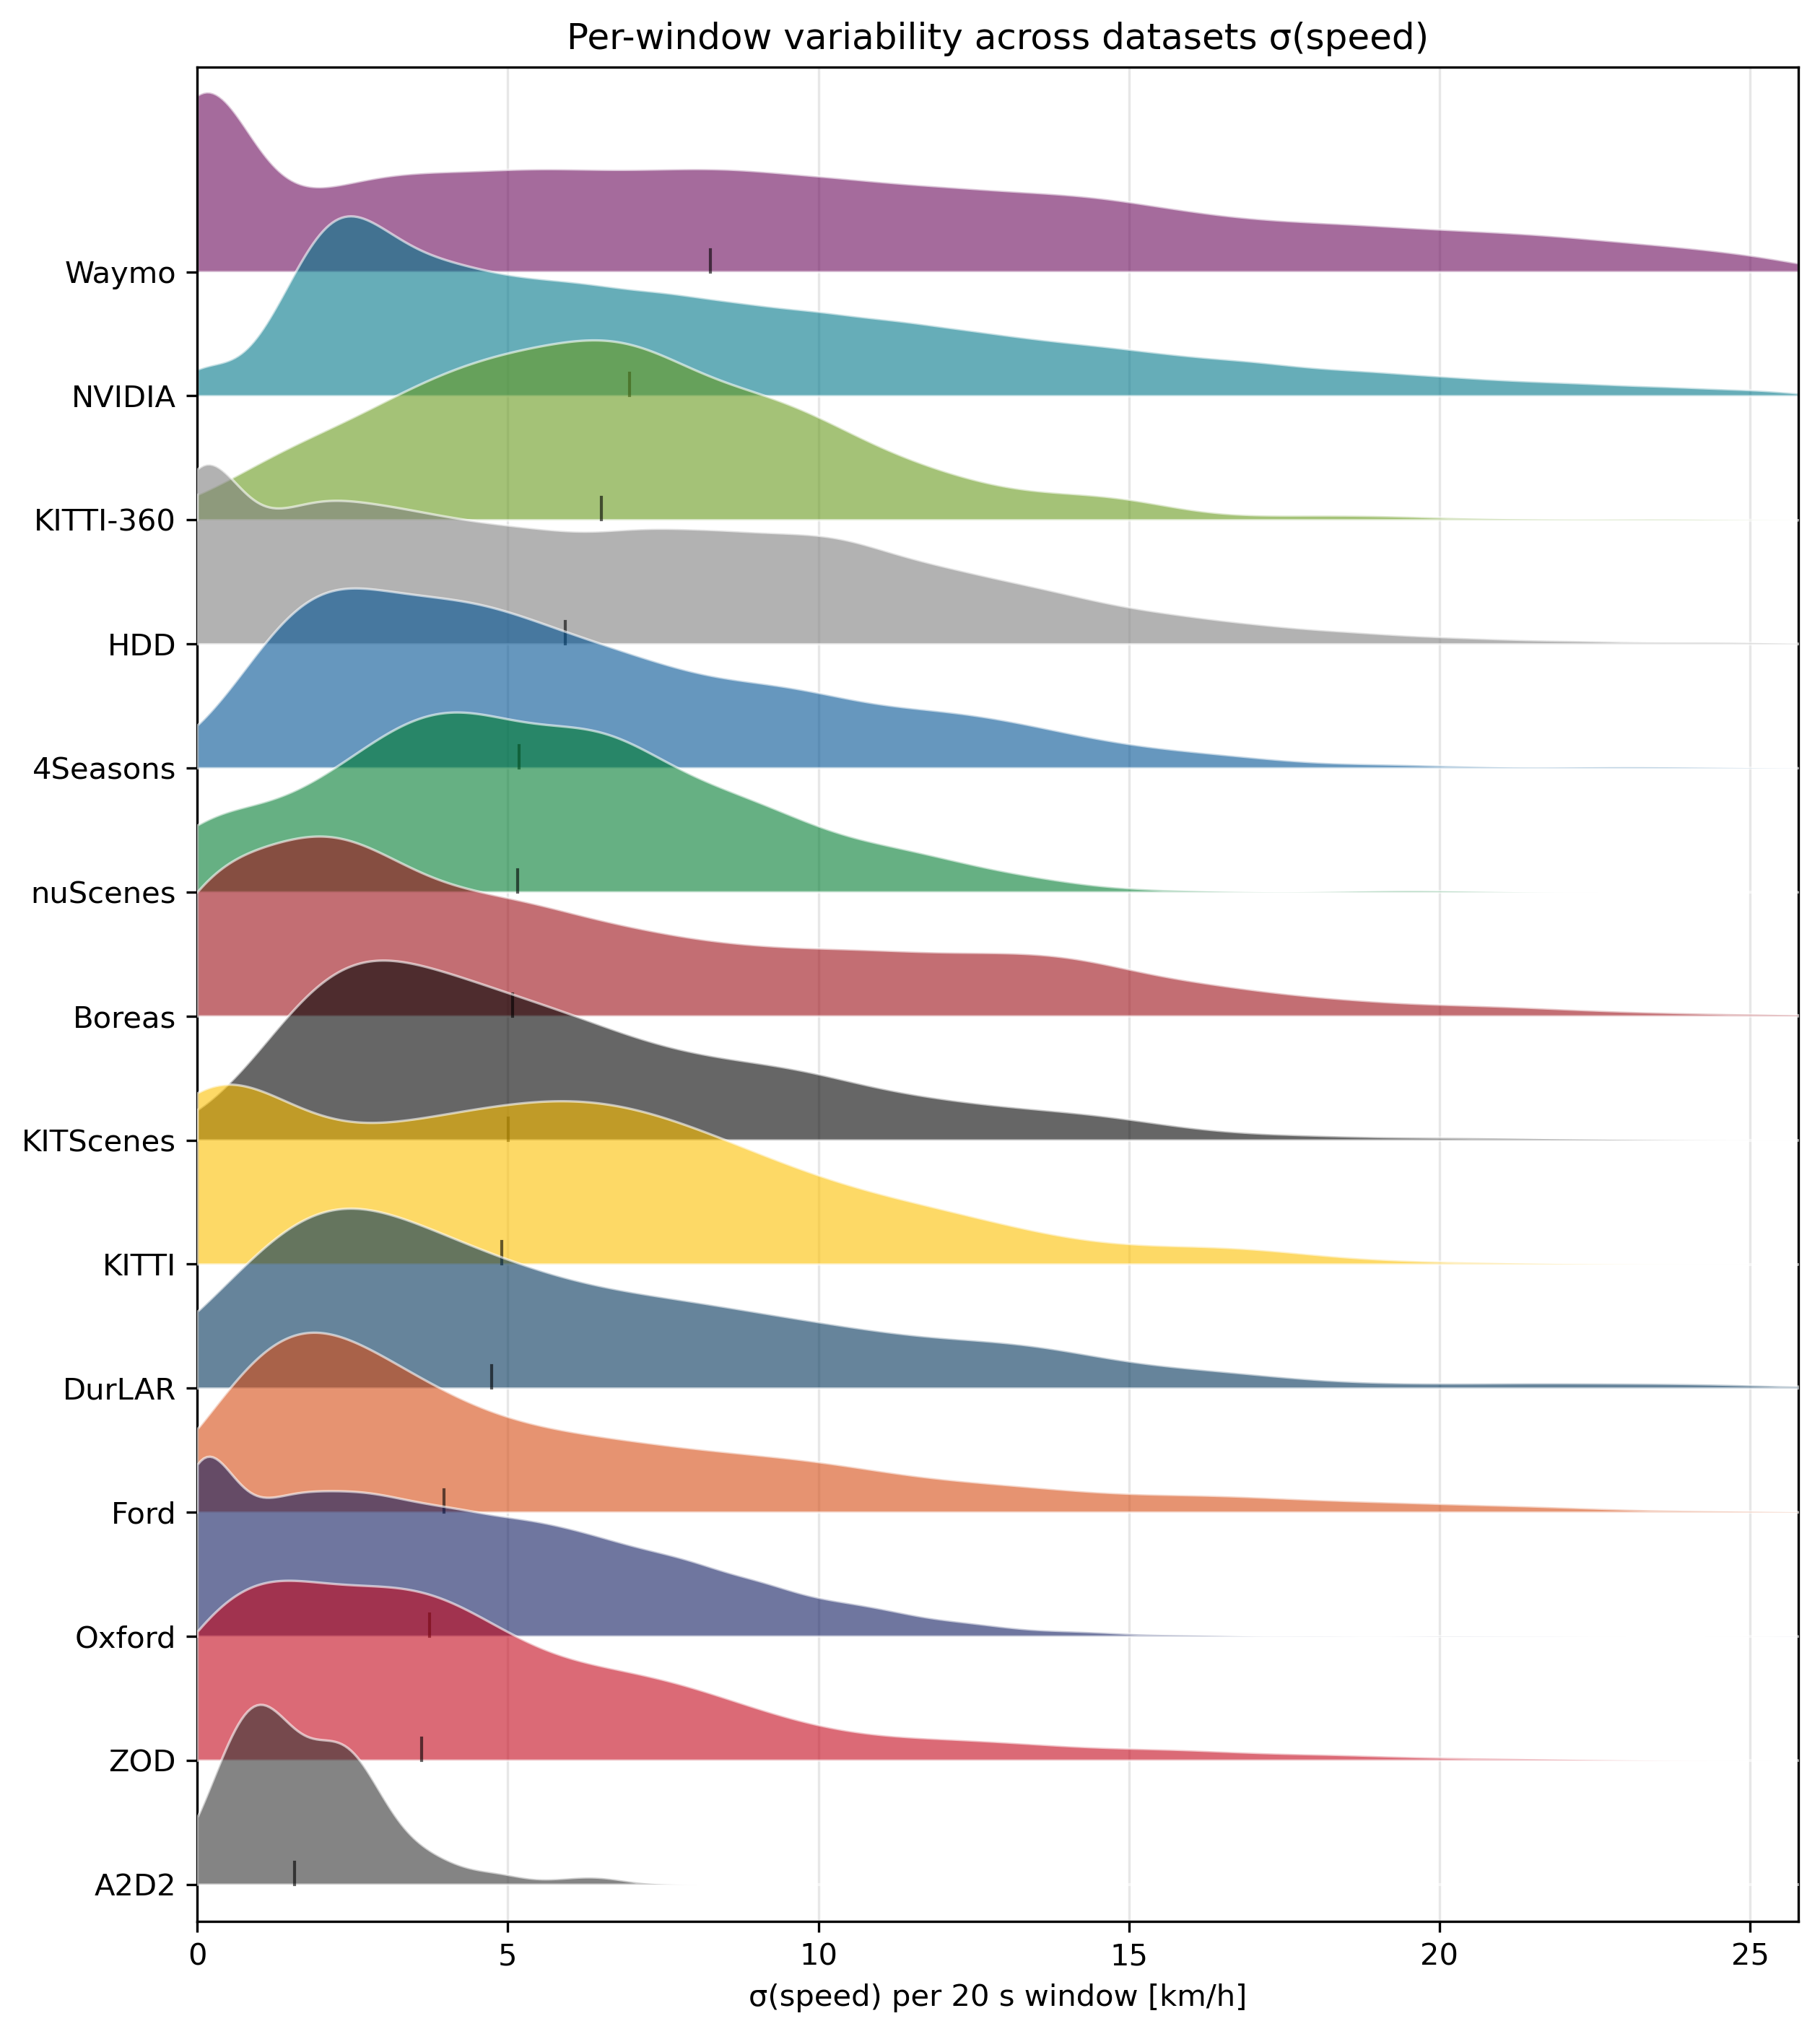 Per-window variability across datasets σ(speed)
Waymo
NVIDIA
KITTI-360
HDD
4Seasons
nuScenes
Boreas
KITScenes
KITTI
DurLAR
Ford
Oxford
ZOD
A2D2
0 5 10 15 20 25
σ(speed) per 20 s window [km/h]